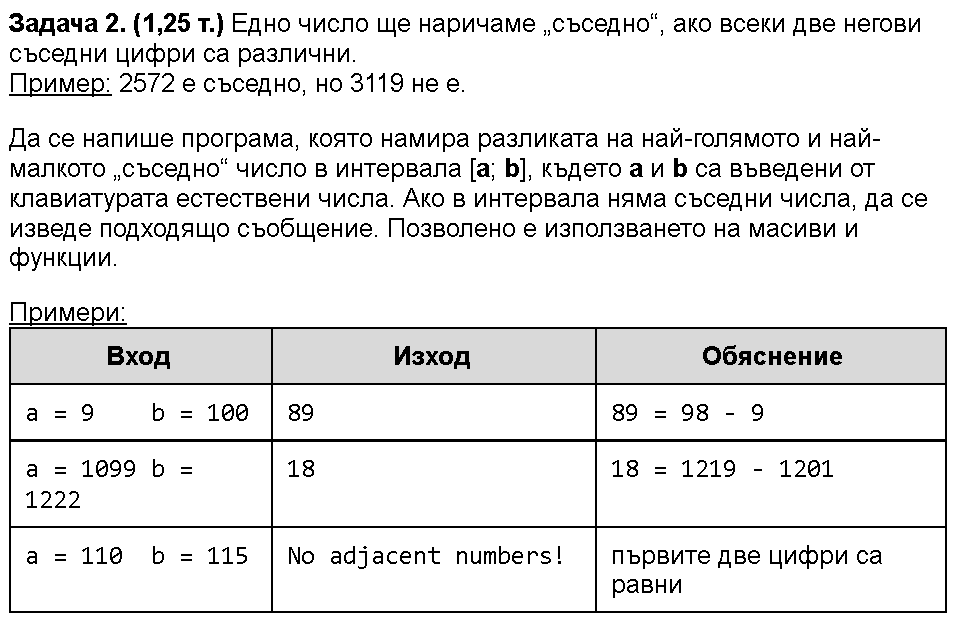 Задача 2. (1,25 т.) Едно число ще наричаме „съседно“, ако всеки две негови
съседни цифри са различни.
Пример: 2572 е съседно, но 3119 не е.
Да се напише програма, която намира разликата на най-голямото и най-
малкото „съседно“ число в интервала [a; b], където a и b са въведени от
клавиатурата естествени числа. Ако в интервала няма съседни числа, да се
изведе подходящо съобщение. Позволено е използването на масиви и
функции.
Примери:
Вход Изход Обяснение
a = 9 b = 100 89 89 = 98 - 9
a = 1099 b = 18 18 = 1219 - 1201
1222
a = 110 b = 115 No adjacent numbers! първите две цифри са
равни